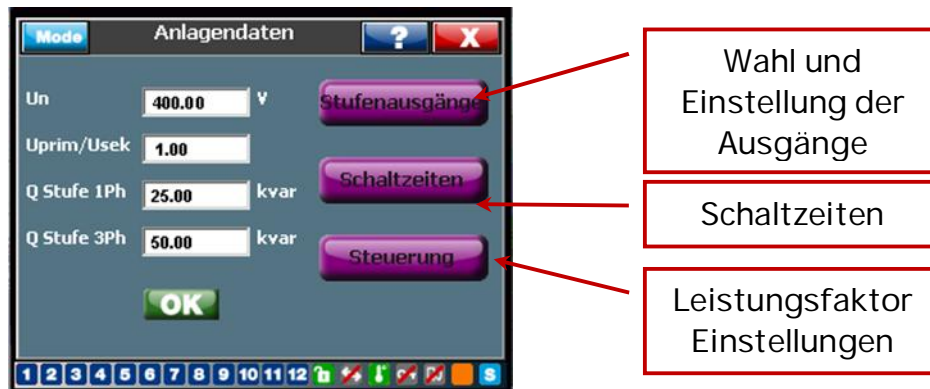 Mode Anlagendaten ? X
Un 400.00 V
Uprim/Usek 1.00
Q Stufe 1Ph 25.00 kvar
Q Stufe 3Ph 50.00 kvar
OK
Stufenausgänge
Schaltzeiten
Steuerung
1 2 3 4 5 6 7 8 9 10 11 12 S
Wahl und
Einstellung der
Ausgänge
Schaltzeiten
Leistungsfaktor
Einstellungen